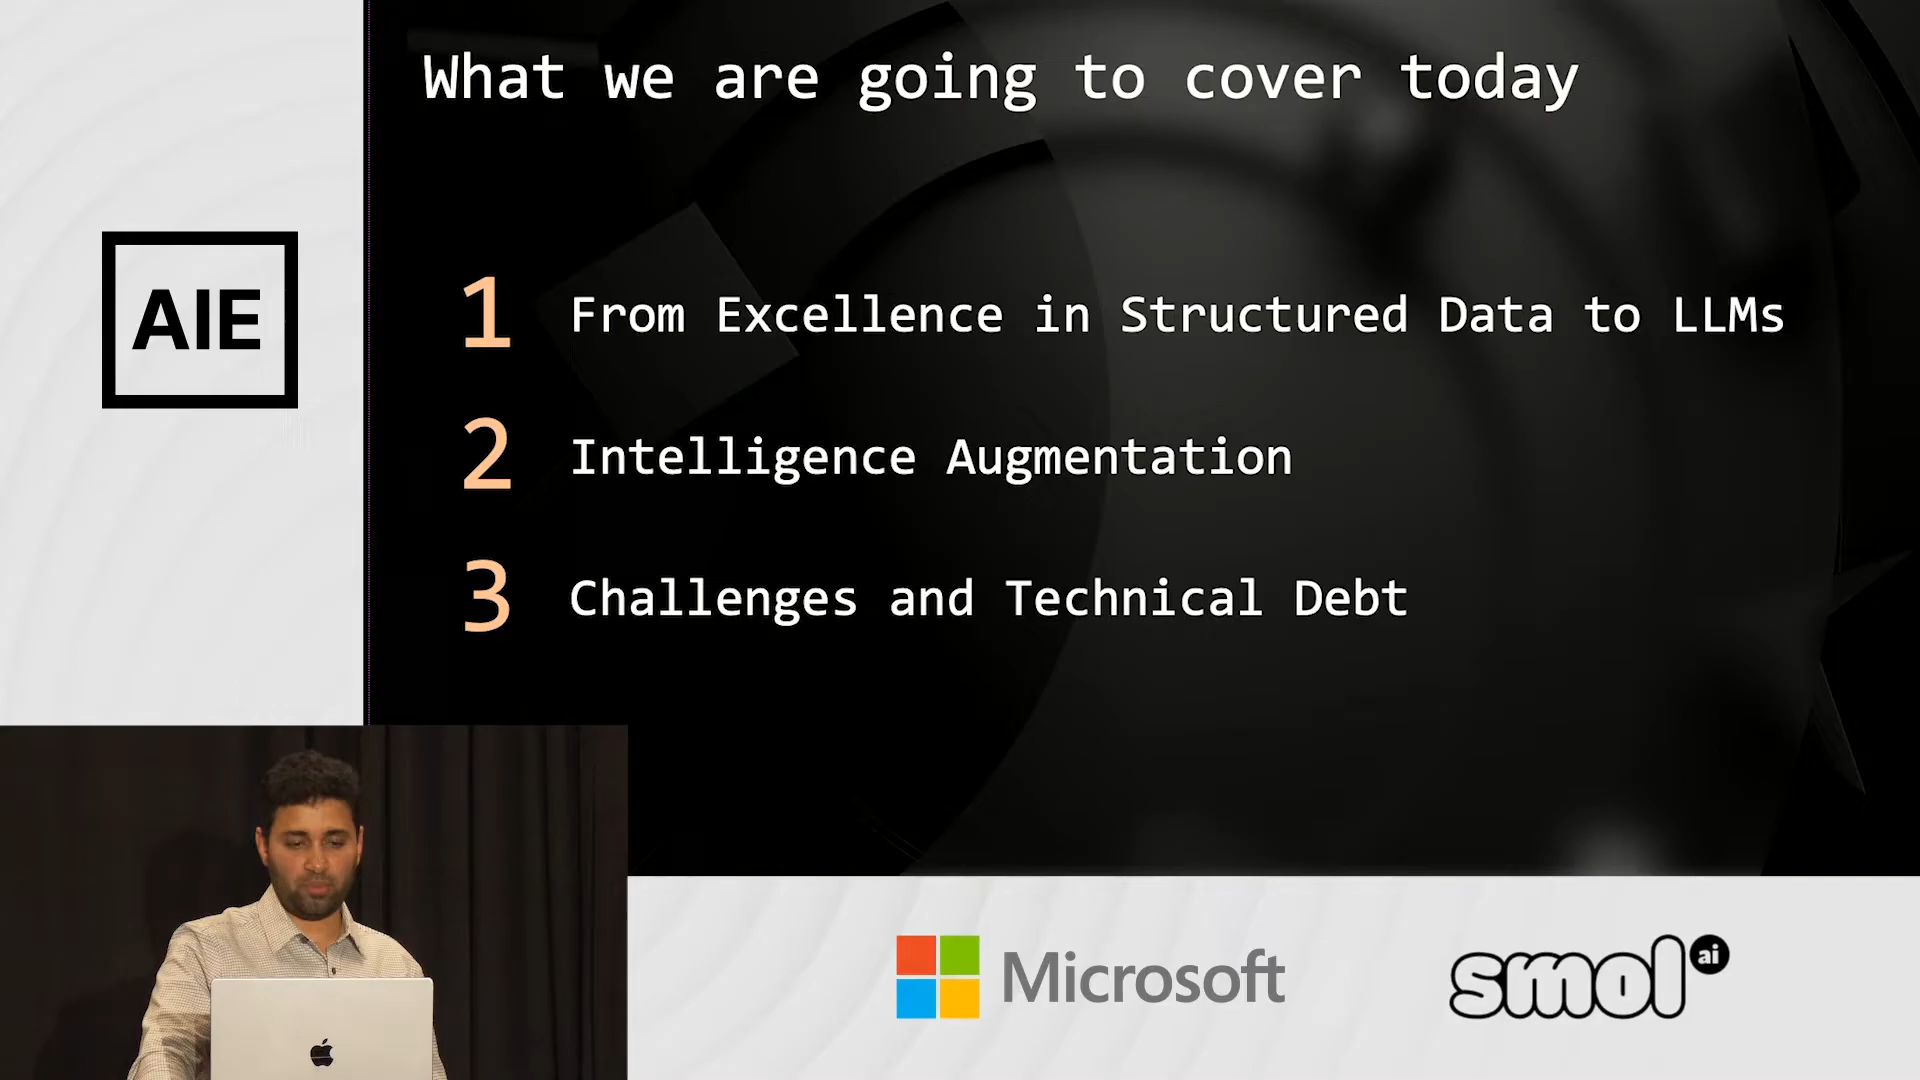 What we are going to cover today
AIE
1 From Excellence in Structured Data to LLMs
2 Intelligence Augmentation
3 Challenges and Technical Debt
Microsoft
smol ai